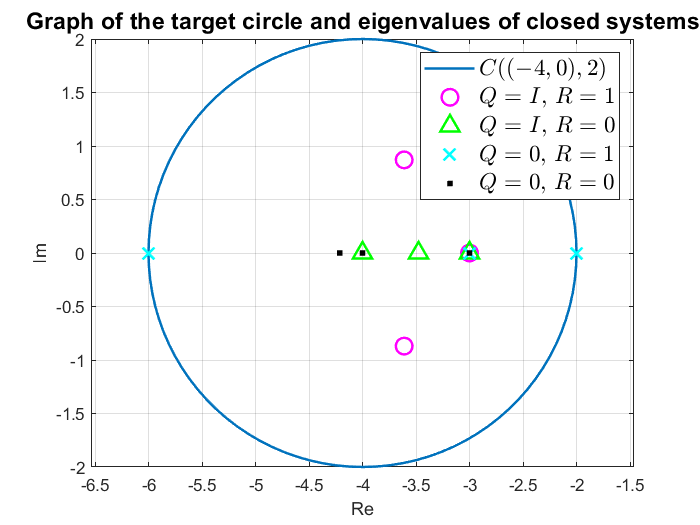 Graph of the target circle and eigenvalues of closed systems
2
1.5
1
0.5
0
-0.5
-1
-1.5
-2
Im
C((−4, 0), 2)
Q = I, R = 1
Q = I, R = 0
Q = 0, R = 1
Q = 0, R = 0
-6.5 -6 -5.5 -5 -4.5 -4 -3.5 -3 -2.5 -2 -1.5
Re